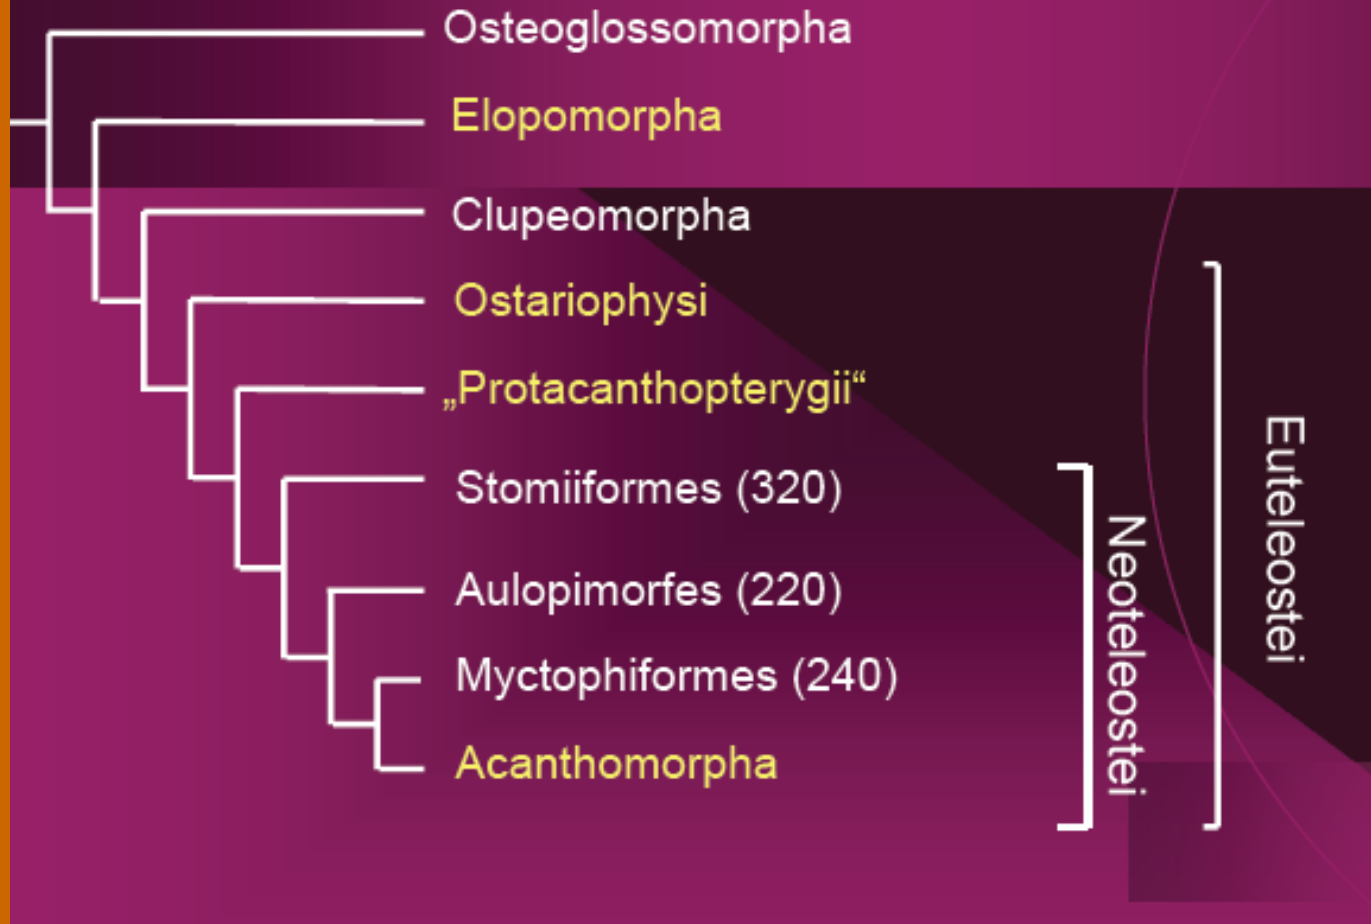 Osteoglossomorpha
Elopomorpha
Clupeomorpha
Ostariophysi
„Protacanthopterygii“
Stomiiformes (320)
Aulopimorfes (220)
Myctophiformes (240)
Acanthomorpha
Neoteleostei
Euteleostei